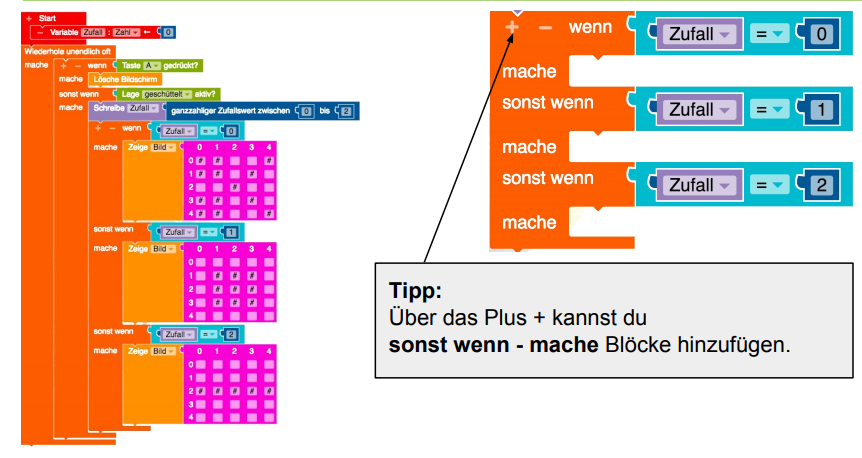 + Start
− Variable Zufall : Zahl ← 0
Wiederhole unendlich oft
mache + − wenn Taste A gedrückt?
mache Lösche Bildschirm
sonst wenn Lage geschüttelt aktiv?
mache Schreibe Zufall ganzzahliger Zufallswert zwischen 0 bis 2
+ − wenn Zufall = 0
mache Zeige Bild 0 1 2 3 4
0 # # #
1 # # #
2 #
3 # # #
4 # # #
sonst wenn Zufall = 1
mache Zeige Bild 0 1 2 3 4
0
1 # # #
2 # # #
3 # # #
4
sonst wenn Zufall = 2
mache Zeige Bild 0 1 2 3 4
0
1
2 # # # # #
3
4
+ − wenn Zufall = 0
mache
sonst wenn Zufall = 1
mache
sonst wenn Zufall = 2
mache
Tipp:
Über das Plus + kannst du
sonst wenn - mache Blöcke hinzufügen.